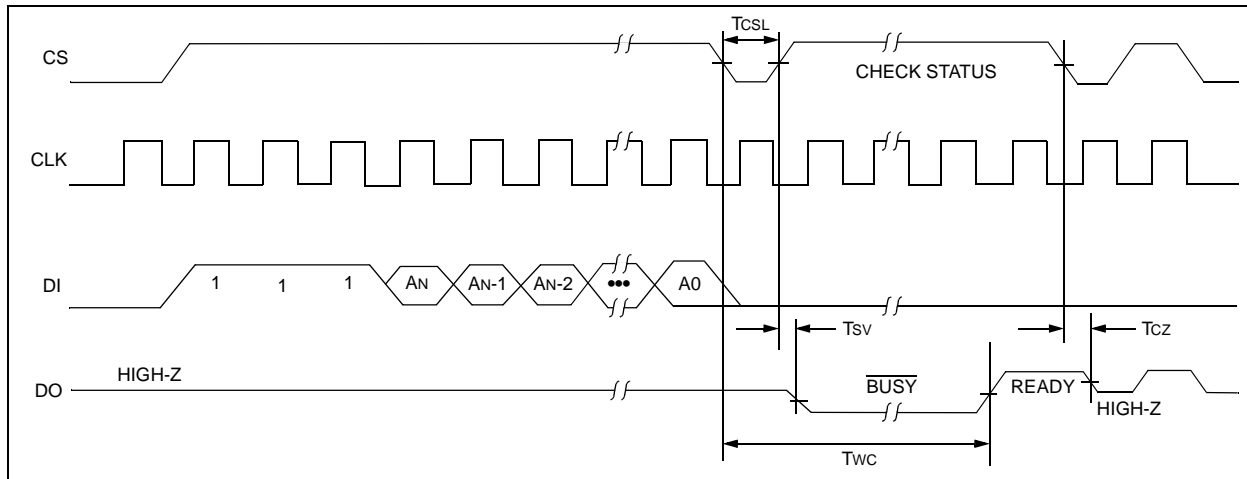 TCSL
CS
CHECK STATUS
CLK
DI
1 1 1 AN AN-1 AN-2 ••• A0
TSV
TCZ
HIGH-Z
DO
BUSY
READY
HIGH-Z
TWC